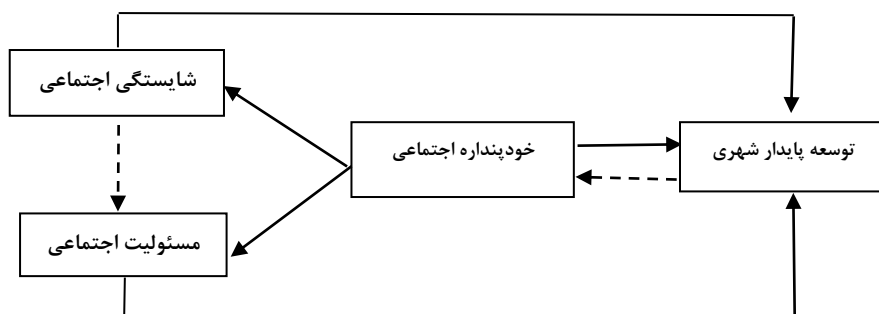 شایستگی اجتماعی
خودپنداره اجتماعی
توسعه پایدار شهری
مسئولیت اجتماعی